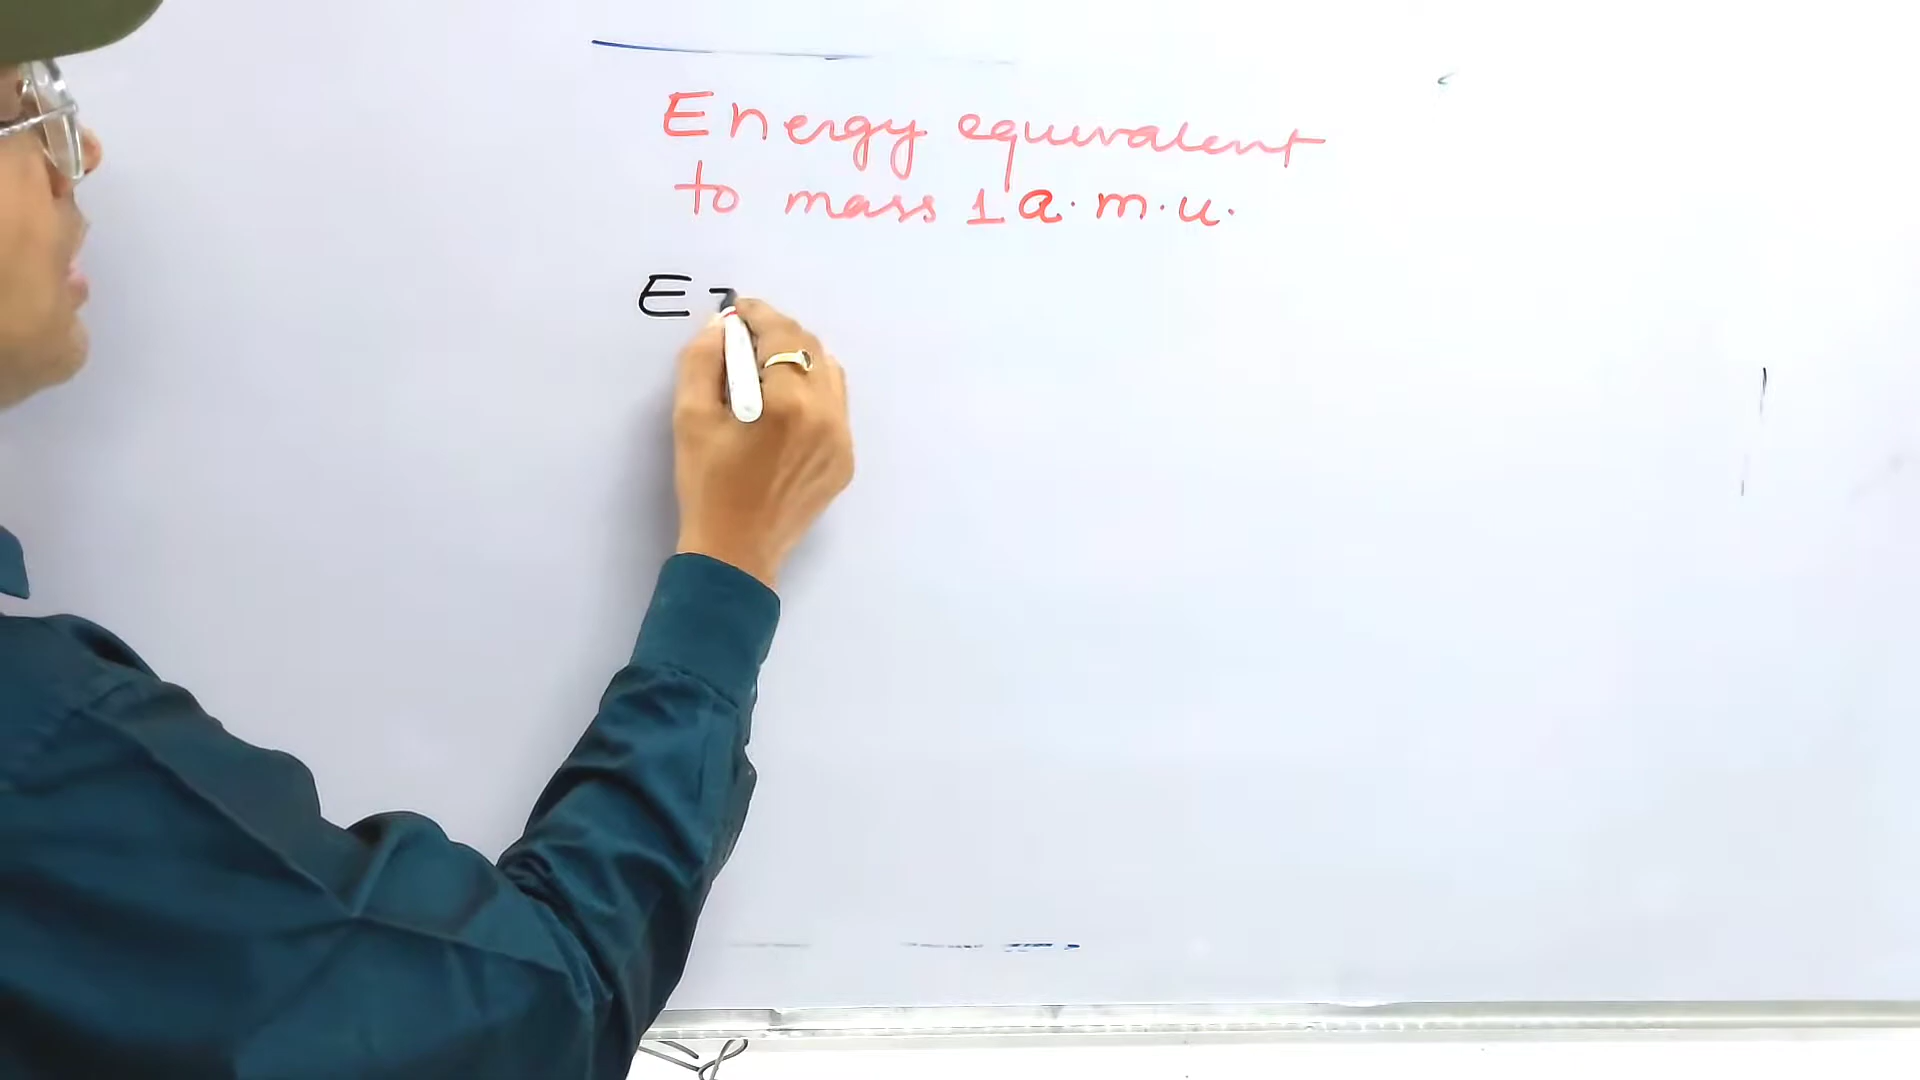 Energy equivalent
to mass 1 a.m.u.
E =